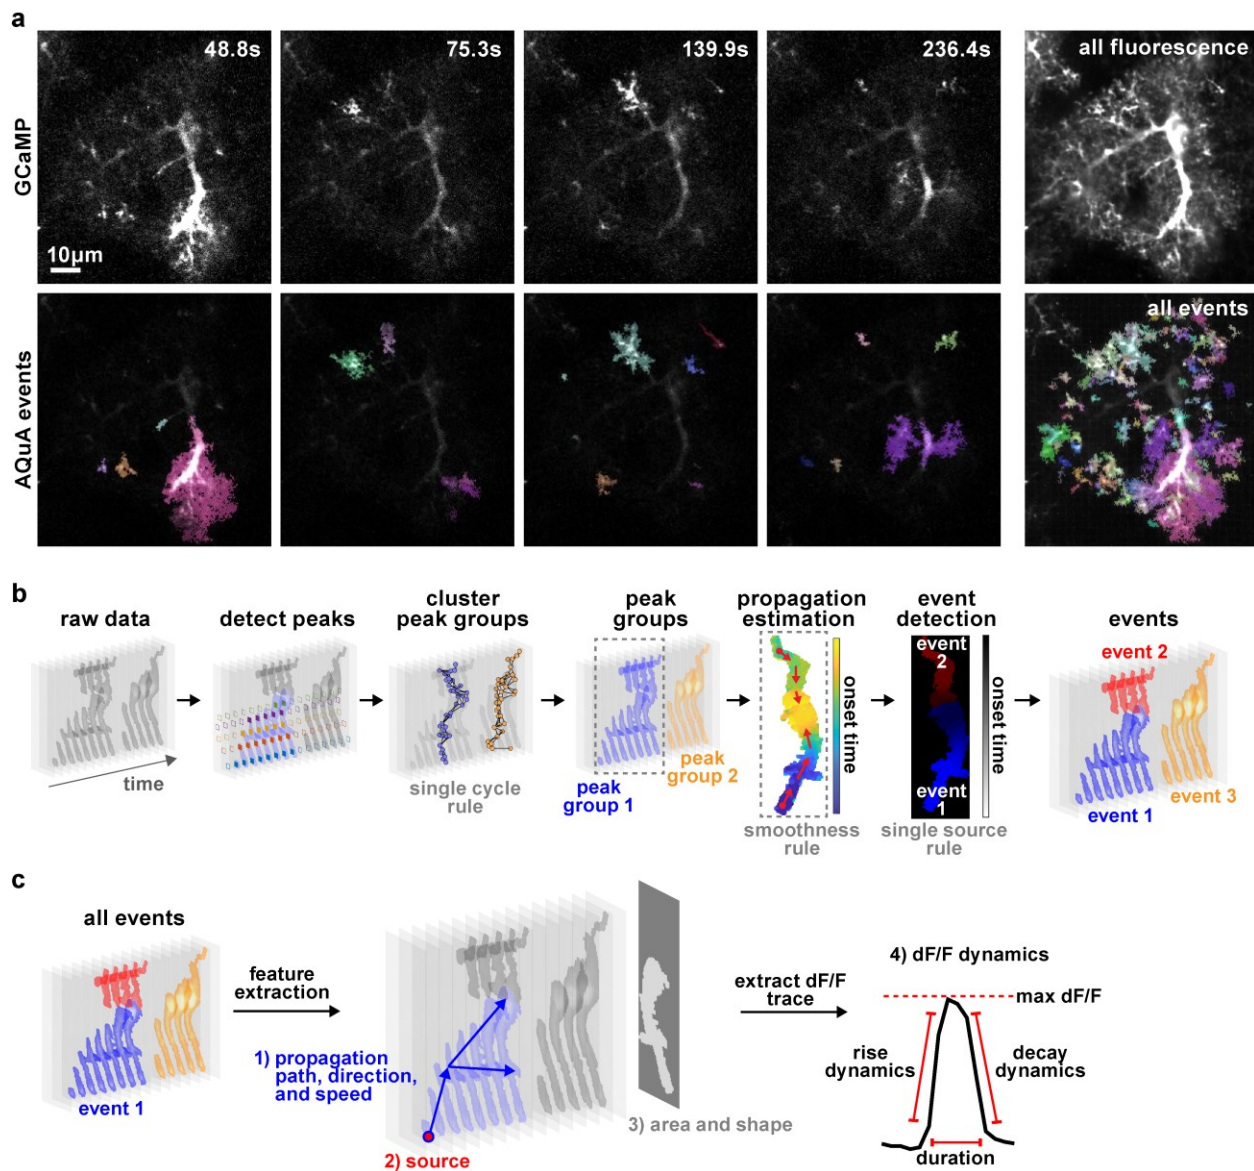 a
48.8s
75.3s
139.9s
236.4s
all fluorescence
GCaMP
10µm
all events
AQuA events
b
raw data
detect peaks
cluster
peak groups
peak
groups
propagation
estimation
event
detection
events
time
single cycle
rule
peak
group 1
peak
group 2
onset time
smoothness
rule
event
2
event
1
onset time
single source
rule
event 2
event 1
event 3
c
all events
event 1
feature
extraction
1) propagation
path, direction,
and speed
2) source
3) area and shape
extract dF/F
trace
4) dF/F dynamics
max dF/F
rise
dynamics
decay
dynamics
duration